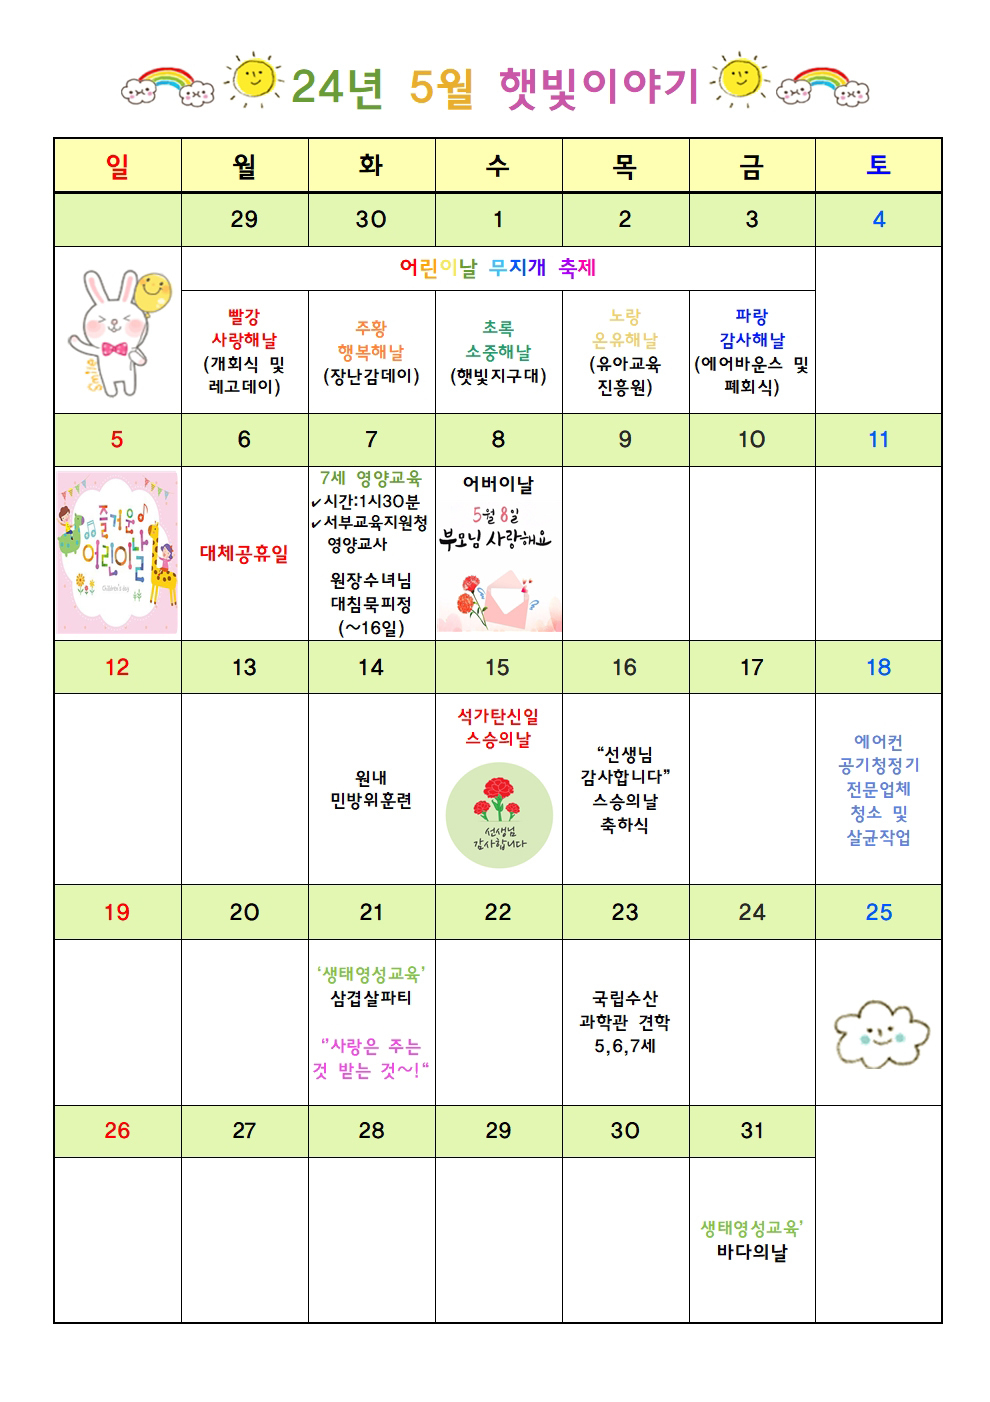 24년 5월 햇빛이야기
일 월 화 수 목 금 토
29 30 1 2 3 4
어린이날 무지개 축제
Smile
빨강
사랑해날
(개회식 및
레고데이)
주황
행복해날
(장난감데이)
초록
소중해날
(햇빛지구대)
노랑
온유해날
(유아교육
진흥원)
파랑
감사해날
(에어바운스 및
폐회식)
5 6 7 8 9 10 11
즐거운
어린이날
Children's day
대체공휴일
7세 영양교육
✓시간:1시30분
✓서부교육지원청
영양교사
원장수녀님
대침묵피정
(~16일)
어버이날
5월 8일
부모님 사랑해요
12 13 14 15 16 17 18
원내
민방위훈련
석가탄신일
스승의날
선생님
감사합니다
“선생님
감사합니다”
스승의날
축하식
에어컨
공기청정기
전문업체
청소 및
살균작업
19 20 21 22 23 24 25
‘생태영성교육’
삼겹살파티
‘’사랑은 주는
것 받는 것~!“
국립수산
과학관 견학
5,6,7세
26 27 28 29 30 31
생태영성교육’
바다의날